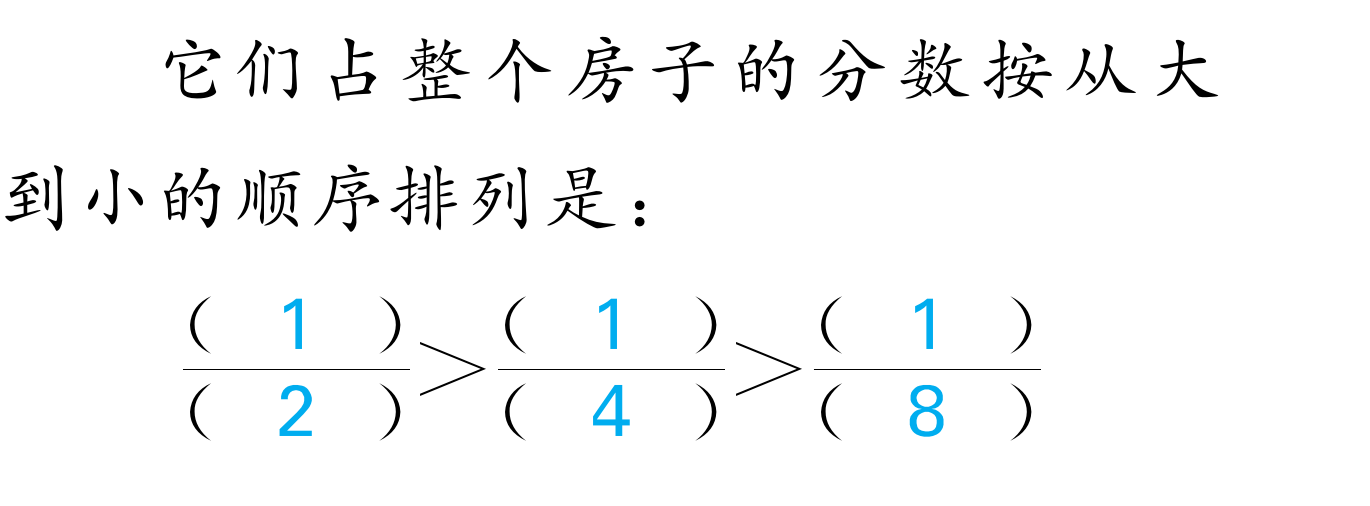 它们占整个房子的分数按从大
到小的顺序排列是：
( 1 ) ( 1 ) ( 1 )
> >
( 2 ) ( 4 ) ( 8 )